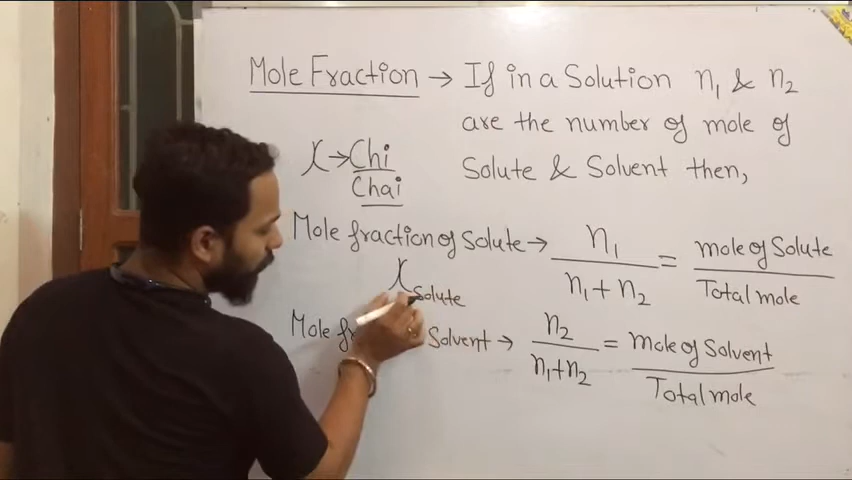 Mole Fraction → If in a Solution n₁ & n₂
are the number of mole of
Solute & Solvent then,
χ → Chi
Chai
Mole fraction of Solute → n₁ / n₁ + n₂ = mole of Solute / Total mole
χ Solute
Mole Solvent → n₂ / n₁+n₂ = mole of Solvent / Total mole